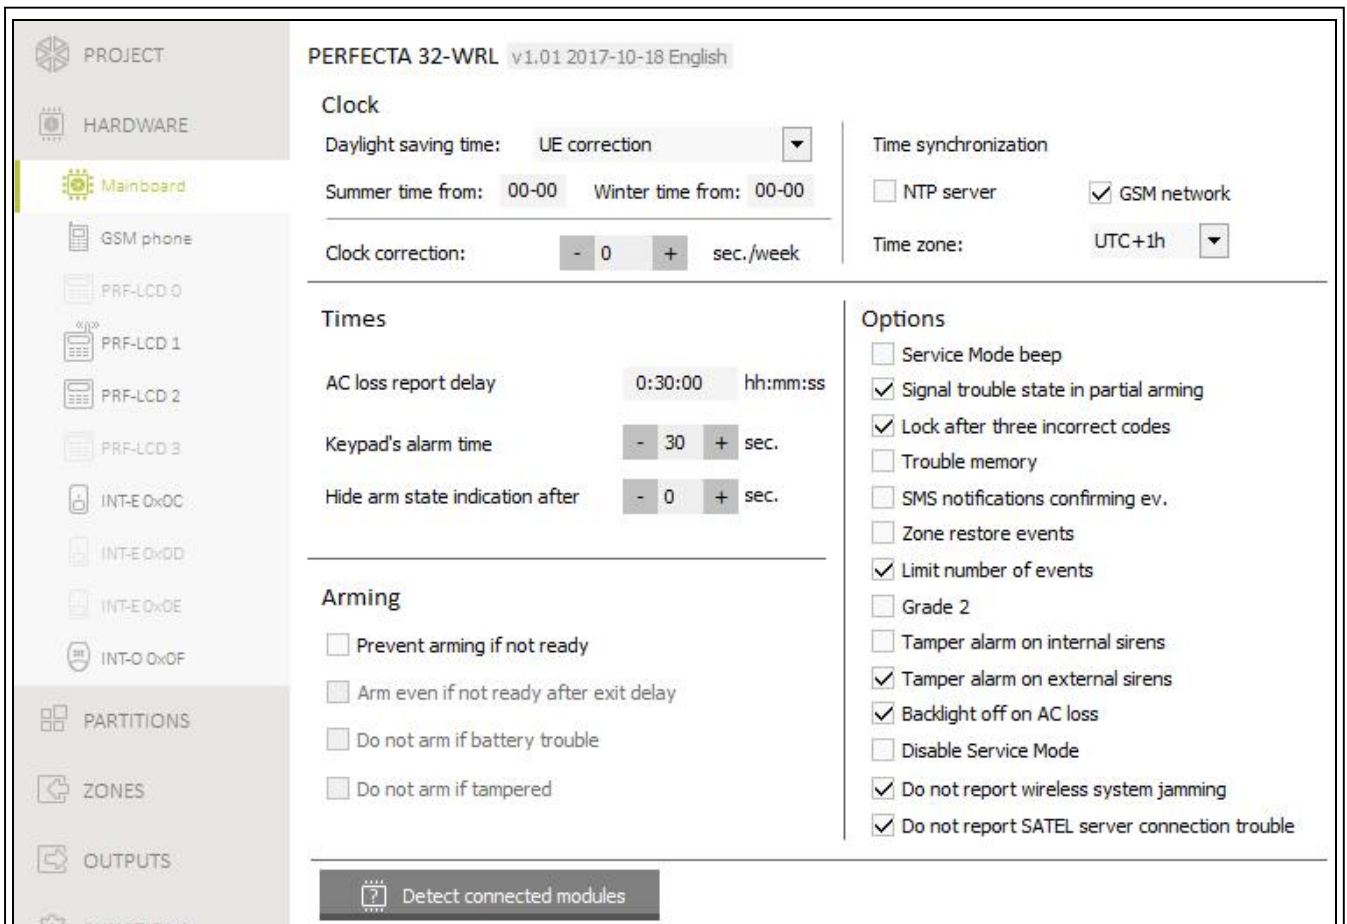 PROJECT
HARDWARE
Mainboard
GSM phone
PRF-LCD 0
PRF-LCD 1
PRF-LCD 2
PRF-LCD 3
INT-E 0x0C
INT-E 0x0D
INT-E 0x0E
INT-O 0x0F
PARTITIONS
ZONES
OUTPUTS
PERFECTA 32-WRL v1.01 2017-10-18 English
Clock
Daylight saving time: UE correction
Summer time from: 00-00 Winter time from: 00-00
Clock correction: - 0 + sec./week
Time synchronization
NTP server GSM network
Time zone: UTC+1h
Times
AC loss report delay 0:30:00 hh:mm:ss
Keypad's alarm time - 30 + sec.
Hide arm state indication after - 0 + sec.
Arming
Prevent arming if not ready
Arm even if not ready after exit delay
Do not arm if battery trouble
Do not arm if tampered
Options
Service Mode beep
Signal trouble state in partial arming
Lock after three incorrect codes
Trouble memory
SMS notifications confirming ev.
Zone restore events
Limit number of events
Grade 2
Tamper alarm on internal sirens
Tamper alarm on external sirens
Backlight off on AC loss
Disable Service Mode
Do not report wireless system jamming
Do not report SATEL server connection trouble
? Detect connected modules